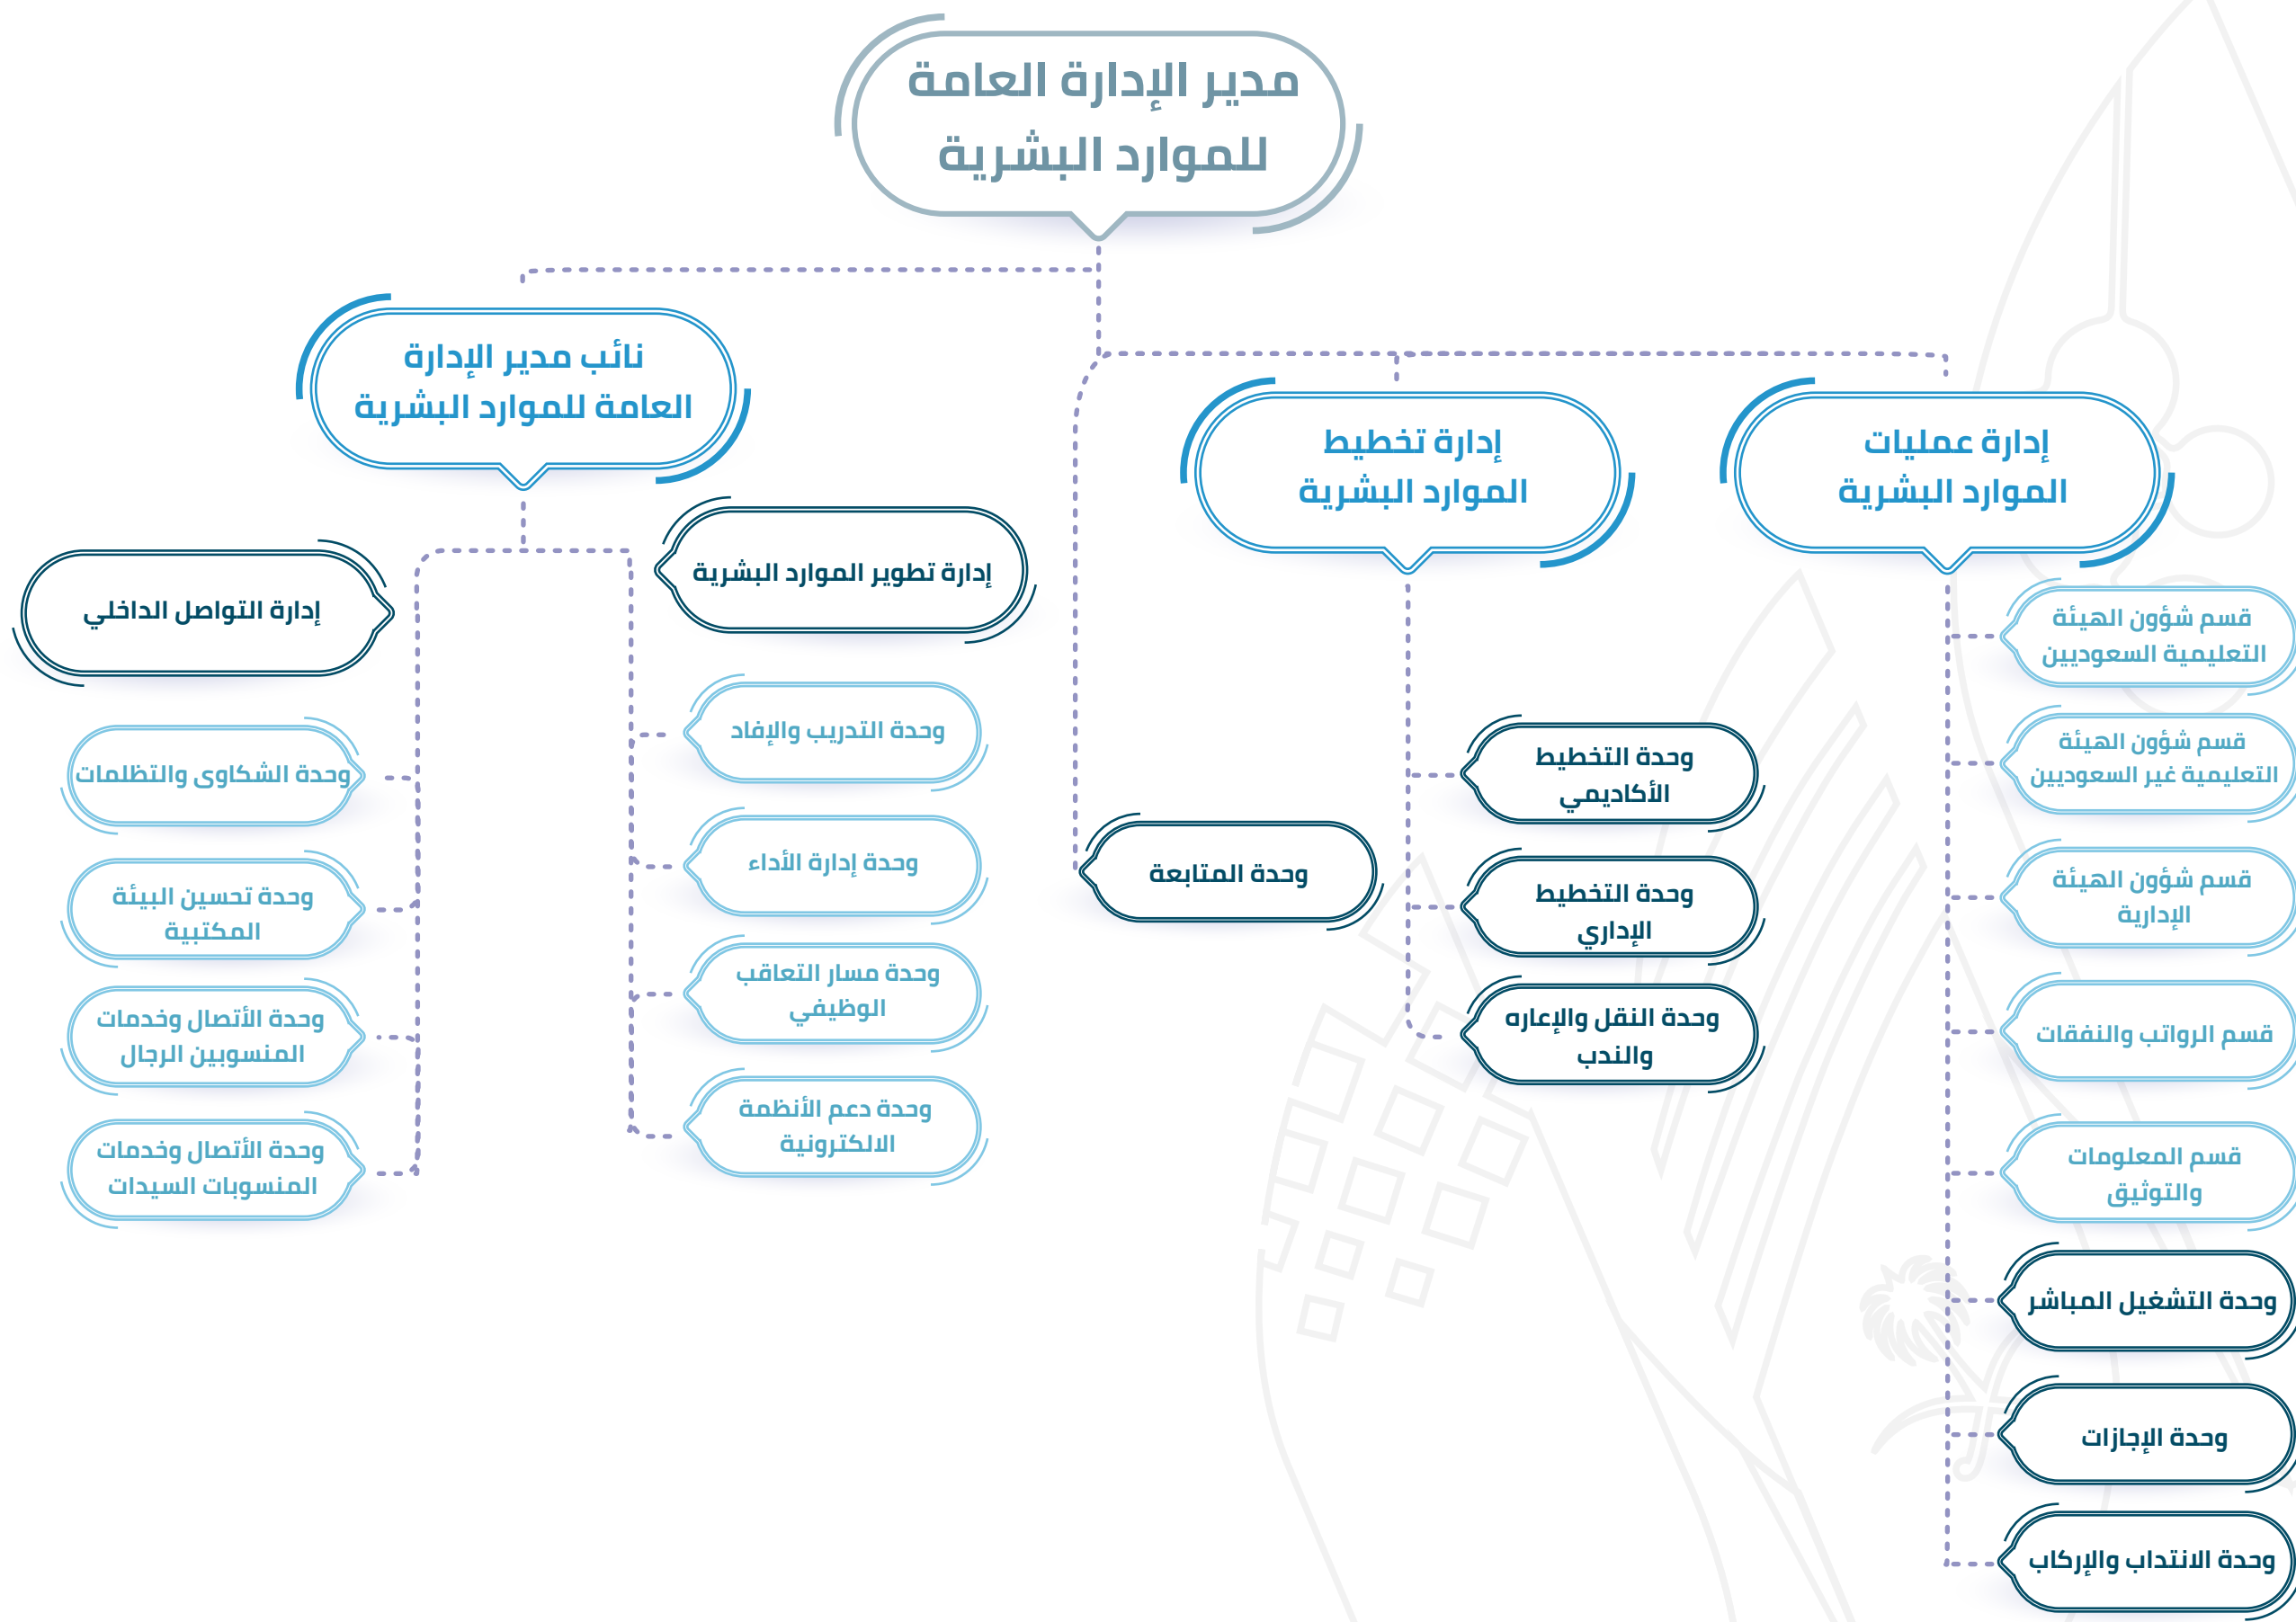 مدير الإدارة العامة
للموارد البشرية
نائب مدير الإدارة
العامة للموارد البشرية
إدارة عمليات
الموارد البشرية
إدارة تخطيط
الموارد البشرية
قسم شؤون الهيئة
التعليمية السعوديين
قسم شؤون الهيئة
التعليمية غير السعوديين
قسم شؤون الهيئة
الإدارية
قسم الرواتب والنفقات
قسم المعلومات
والتوثيق
وحدة التشغيل المباشر
وحدة الإجازات
وحدة الانتداب والإركاب
وحدة التخطيط
الأكاديمي
وحدة التخطيط
الإداري
وحدة النقل والإعاره
والندب
وحدة المتابعة
إدارة تطوير الموارد البشرية
وحدة التدريب والإفاد
وحدة إدارة الأداء
وحدة مسار التعاقب
الوظيفي
وحدة دعم الأنظمة
الالكترونية
إدارة التواصل الداخلي
وحدة الشكاوى والتظلمات
وحدة تحسين البيئة
المكتبية
وحدة الأتصال وخدمات
المنسوبين الرجال
وحدة الأتصال وخدمات
المنسوبات السيدات